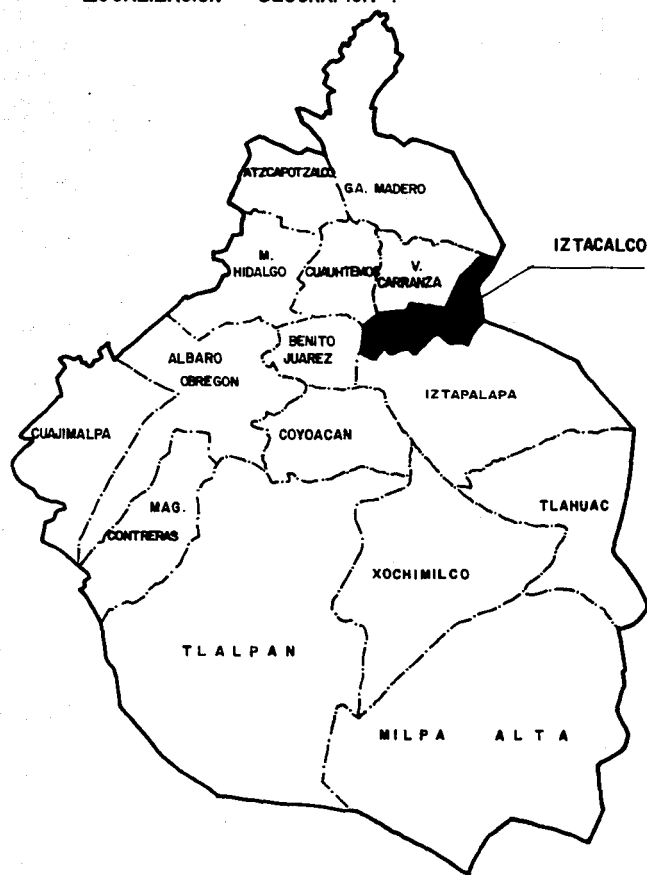 ATZCAPOTZALCO
G.A. MADERO
IZTACALCO
M.
HIDALGO
CUAUHTEMOC
V.
CARRANZA
BENITO
JUAREZ
ALBARO
OBREGON
IZTAPALAPA
CUAJIMALPA
COYOACAN
MAG.
CONTRERAS
TLAHUAC
XOCHIMILCO
TLALPAN
MILPA ALTA